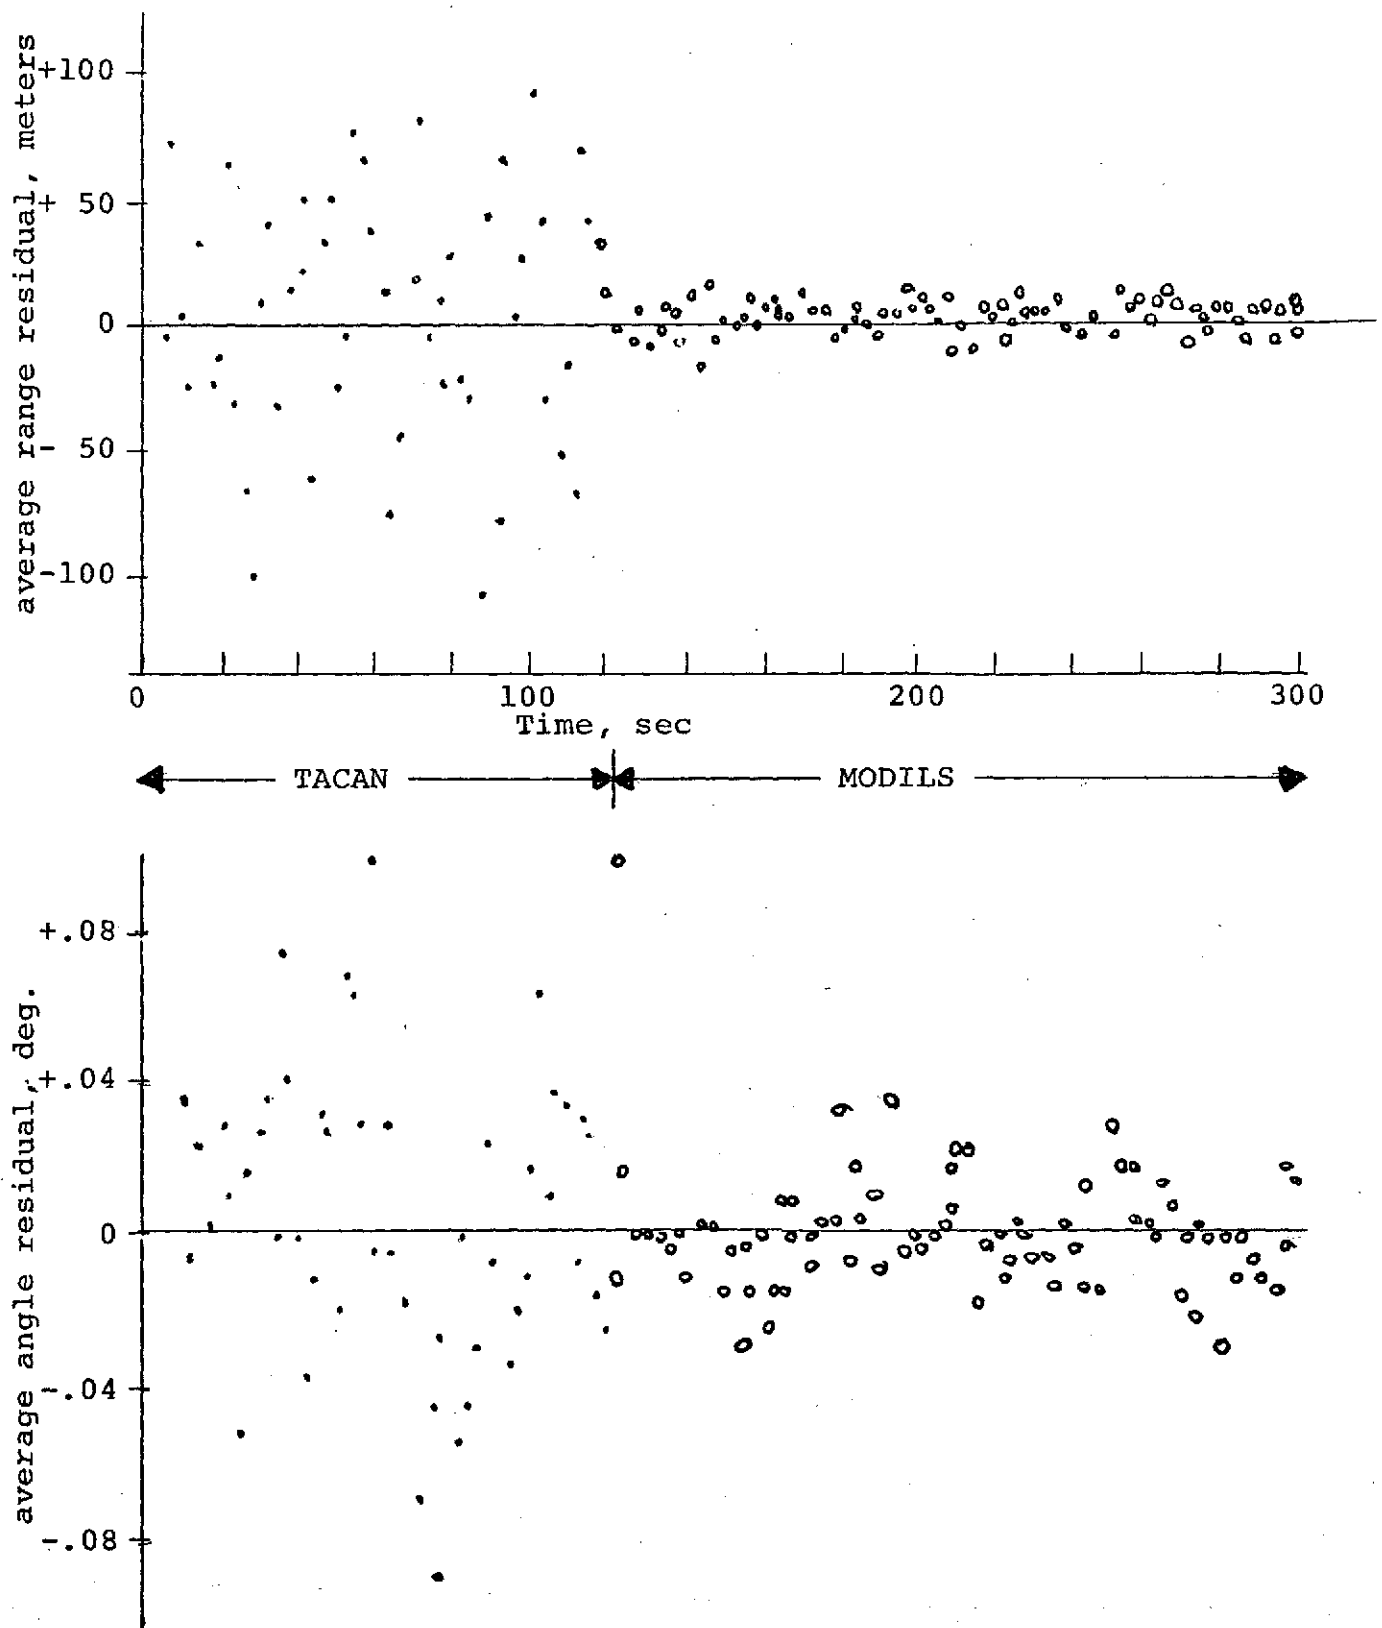 average range residual, meters
+100
+ 50
0
- 50
-100
0 100 200 300
Time, sec
TACAN MODILS
average angle residual, deg.
+.08
+.04
0
-.04
-.08